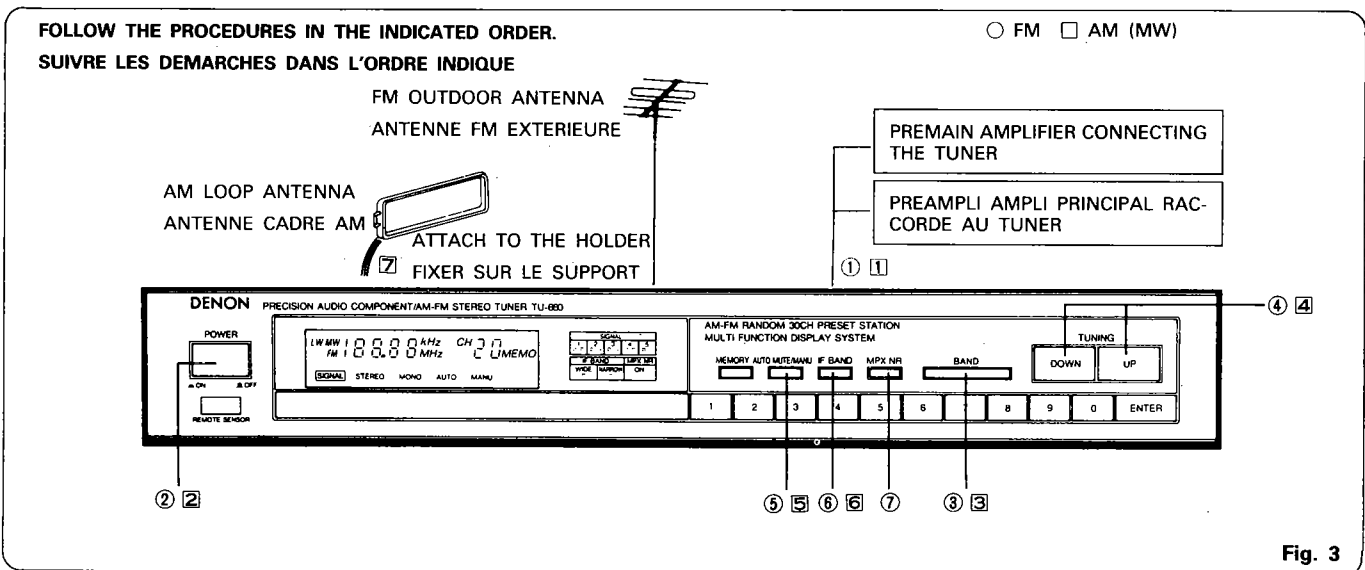 FOLLOW THE PROCEDURES IN THE INDICATED ORDER.
○ FM □ AM (MW)
SUIVRE LES DEMARCHES DANS L'ORDRE INDIQUE
FM OUTDOOR ANTENNA
ANTENNE FM EXTERIEURE
PREMAIN AMPLIFIER CONNECTING
THE TUNER
AM LOOP ANTENNA
ANTENNE CADRE AM
PREAMPLI AMPLI PRINCIPAL RAC-
CORDE AU TUNER
ATTACH TO THE HOLDER
7 FIXER SUR LE SUPPORT
① 1
DENON PRECISION AUDIO COMPONENT/AM-FM STEREO TUNER
④ 4
POWER
ON OFF
REMOTE SENSOR
LW MW kHz CH
FM MHz MEMO
SIGNAL STEREO MONO AUTO MANU
SIGNAL
1 2 3 4 5
IF BAND MPX NR
WIDE NARROW ON
AM-FM RANDOM 30CH PRESET STATION
MULTI FUNCTION DISPLAY SYSTEM
TUNING
DOWN UP
MEMORY AUTO MUTE/MANU IF BAND MPX NR BAND
1 2 3 4 5 6 7 8 9 0 ENTER
② 2
⑤ 5 ⑥ 6 ⑦ ③ 3
Fig. 3